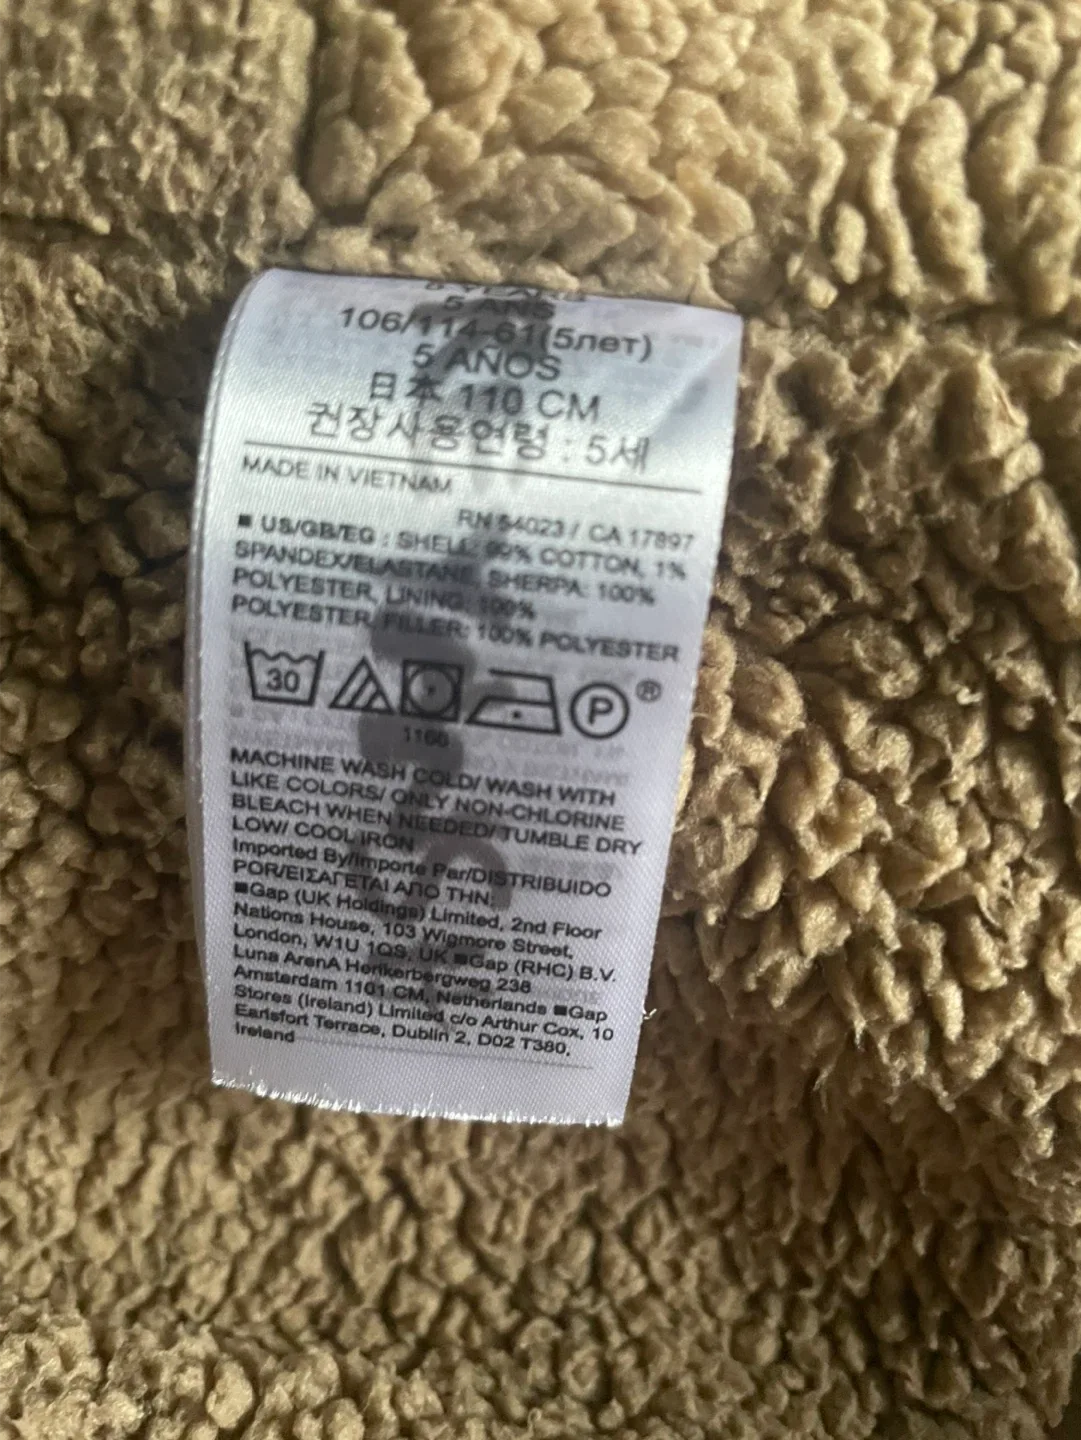 5 YEARS
5 ANS
106/114-61(5лет)
5 AÑOS
日本 110 CM
권장사용연령 : 5세
MADE IN VIETNAM
RN 54023 / CA 17897
■ US/GB/EG : SHELL: 99% COTTON, 1%
SPANDEX/ELASTANE, SHERPA: 100%
POLYESTER, LINING: 100%
POLYESTER, FILLER: 100% POLYESTER
30
P ®
1166
MACHINE WASH COLD/ WASH WITH
LIKE COLORS/ ONLY NON-CHLORINE
BLEACH WHEN NEEDED/ TUMBLE DRY
LOW/ COOL IRON
Imported By/Importe Par/DISTRIBUIDO
POR/ΕΙΣΑΓΕΤΑΙ ΑΠΟ ΤΗΝ:
■Gap (UK Holdings) Limited, 2nd Floor
Nations House, 103 Wigmore Street,
London, W1U 1QS, UK ■Gap (RHC) B.V.
Luna ArenA Herikerbergweg 238
Amsterdam 1101 CM, Netherlands ■Gap
Stores (Ireland) Limited c/o Arthur Cox, 10
Earlsfort Terrace, Dublin 2, D02 T380,
Ireland